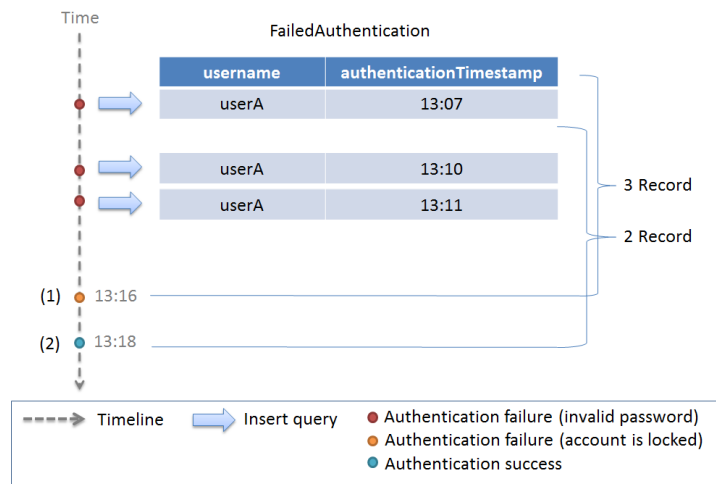 Time
FailedAuthentication
username authenticationTimestamp
userA 13:07
userA 13:10
userA 13:11
3 Record
2 Record
(1) 13:16
(2) 13:18
Timeline
Insert query
Authentication failure (invalid password)
Authentication failure (account is locked)
Authentication success